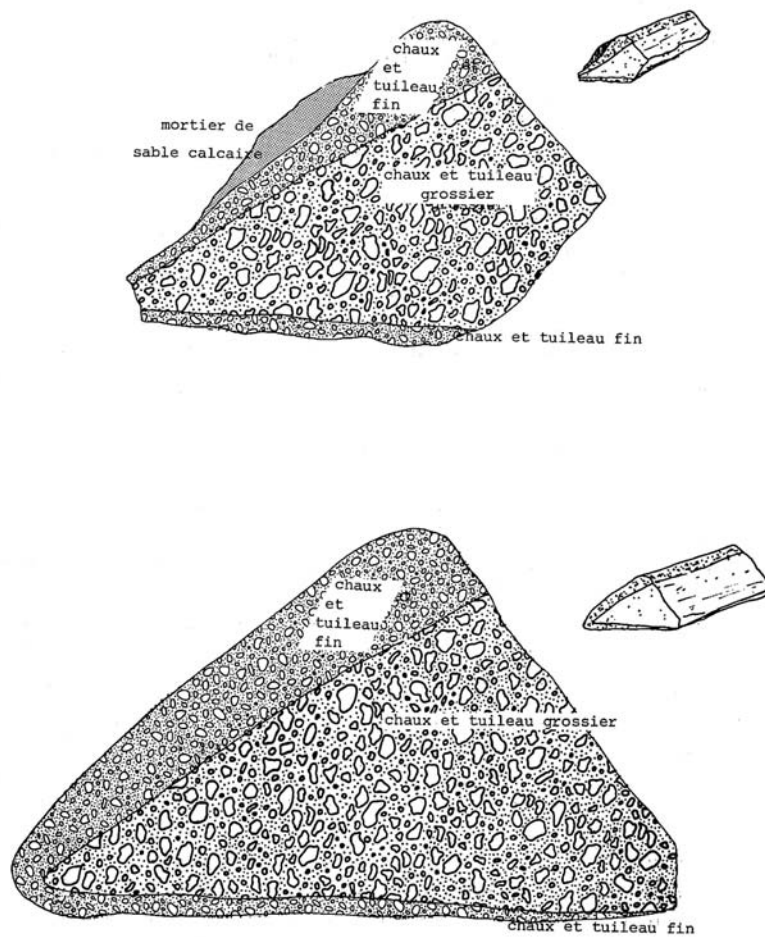 chaux
et
tuileau
fin
mortier de
sable calcaire
chaux et tuileau
grossier
chaux et tuileau fin
chaux
et
tuileau
fin
chaux et tuileau grossier
chaux et tuileau fin